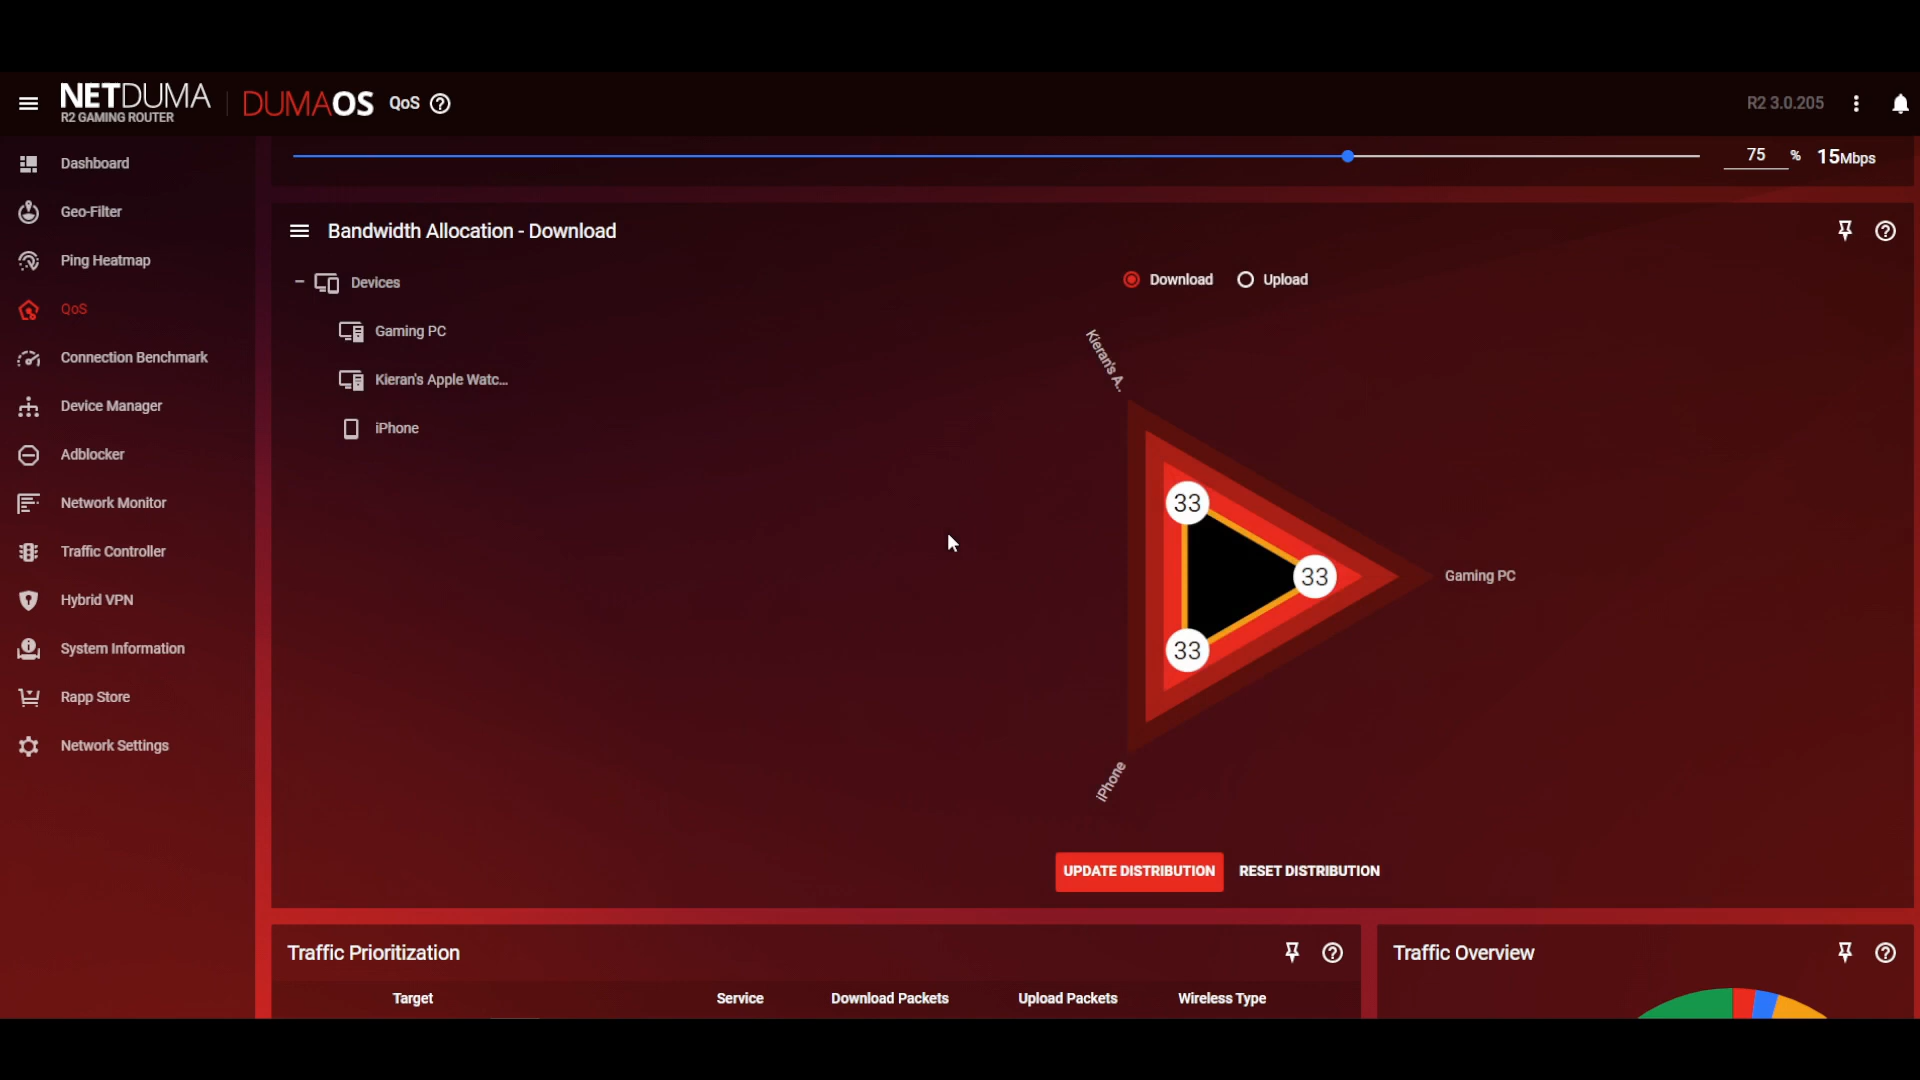 NETDUMA
R2 GAMING ROUTER
DUMAOS
QoS
R2 3.0.205
Dashboard
Geo-Filter
Ping Heatmap
QoS
Connection Benchmark
Device Manager
Adblocker
Network Monitor
Traffic Controller
Hybrid VPN
System Information
Rapp Store
Network Settings
75 % 15Mbps
Bandwidth Allocation - Download
Devices
Gaming PC
Kieran's Apple Watc...
iPhone
Download Upload
Kieran's A..
33
33
Gaming PC
33
iPhone
UPDATE DISTRIBUTION RESET DISTRIBUTION
Traffic Prioritization
Target Service Download Packets Upload Packets Wireless Type
Traffic Overview